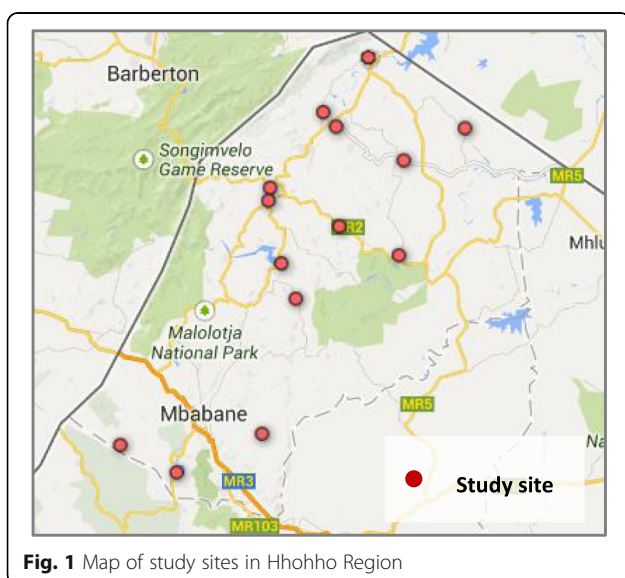 Barberton
Songimvelo
Game Reserve
MR5
MR2
Mhlu
Malolotja
National Park
MR5
Mbabane
Na
MR3
Study site
MR103
Fig. 1 Map of study sites in Hhohho Region